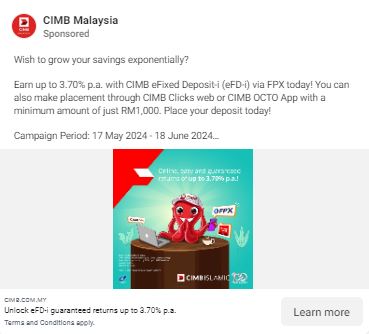 CIMB Malaysia
Sponsored
Wish to grow your savings exponentially?
Earn up to 3.70% p.a. with CIMB eFixed Deposit-i (eFD-i) via FPX today! You can
also make placement through CIMB Clicks web or CIMB OCTO App with a
minimum amount of just RM1,000. Place your deposit today!
Campaign Period: 17 May 2024 - 18 June 2024...
Online, easy and guaranteed
returns of up to 3.70% p.a.!
FPX
CIMB ISLAMIC
CIMB.COM.MY
Unlock eFD-i guaranteed returns up to 3.70% p.a.
Terms and Conditions apply.
Learn more